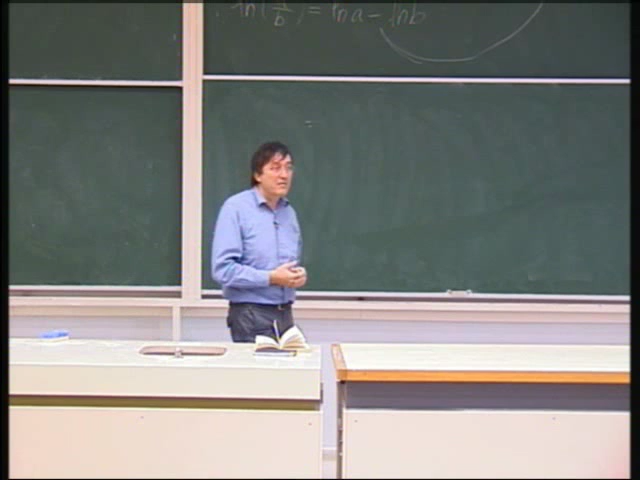 ln(a/b) = ln a - ln b